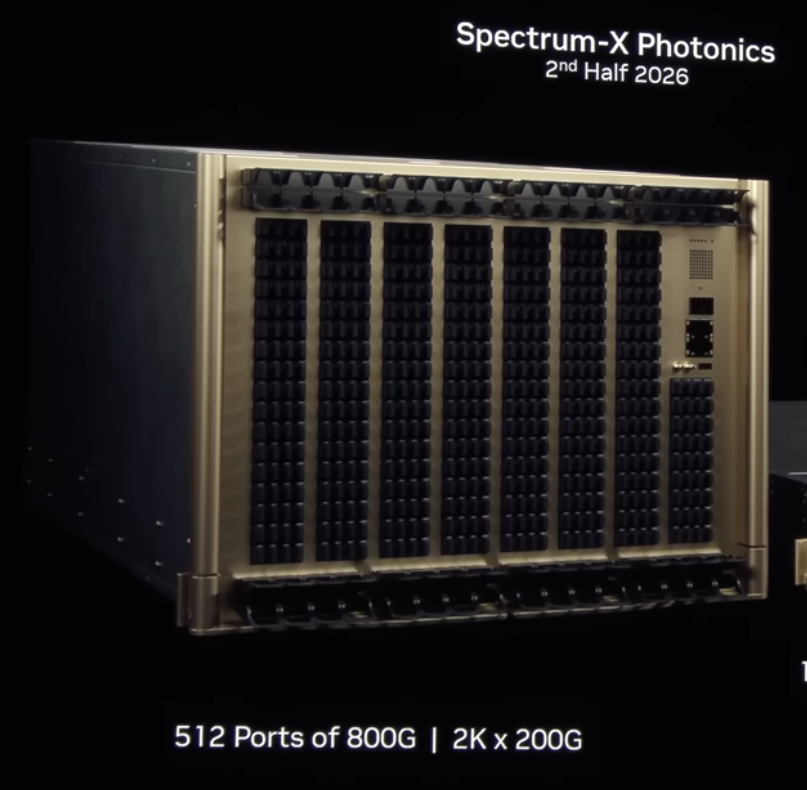 Spectrum-X Photonics
2nd Half 2026
512 Ports of 800G | 2K x 200G